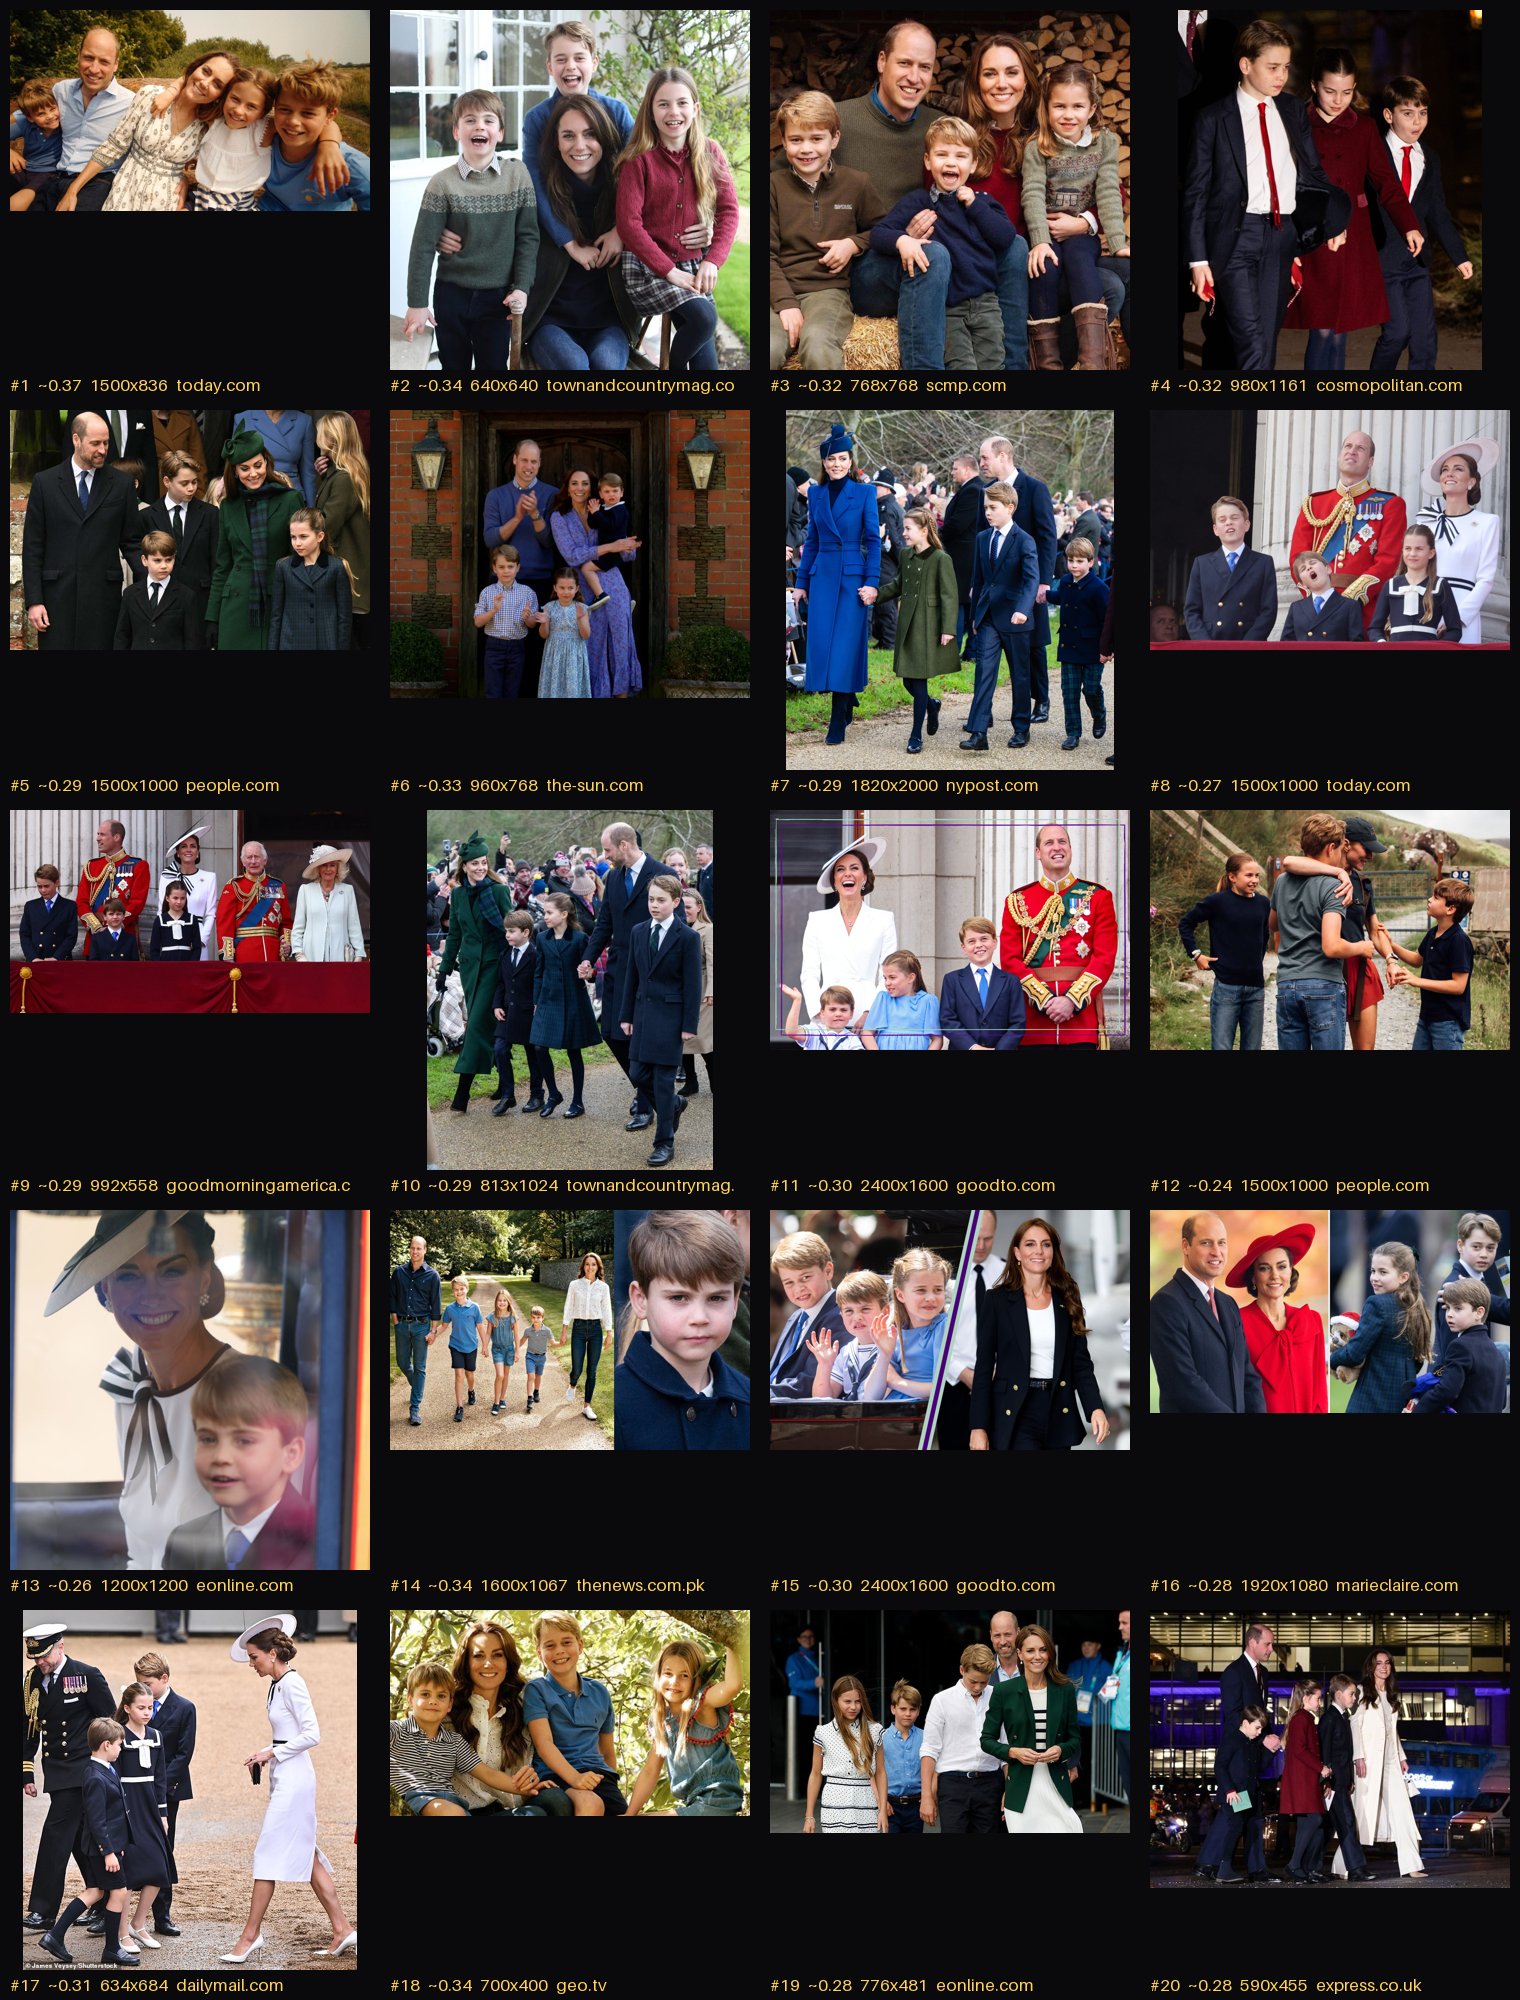 #1 ~0.37 1500x836 today.com
#2 ~0.34 640x640 townandcountrymag.co
#3 ~0.32 768x768 scmp.com
#4 ~0.32 980x1161 cosmopolitan.com
#5 ~0.29 1500x1000 people.com
#6 ~0.33 960x768 the-sun.com
#7 ~0.29 1820x2000 nypost.com
#8 ~0.27 1500x1000 today.com
#9 ~0.29 992x558 goodmorningamerica.c
#10 ~0.29 813x1024 townandcountrymag.
#11 ~0.30 2400x1600 goodto.com
#12 ~0.24 1500x1000 people.com
#13 ~0.26 1200x1200 eonline.com
#14 ~0.34 1600x1067 thenews.com.pk
#15 ~0.30 2400x1600 goodto.com
#16 ~0.28 1920x1080 marieclaire.com
© James Veysey/Shutterstock
#17 ~0.31 634x684 dailymail.com
#18 ~0.34 700x400 geo.tv
#19 ~0.28 776x481 eonline.com
#20 ~0.28 590x455 express.co.uk